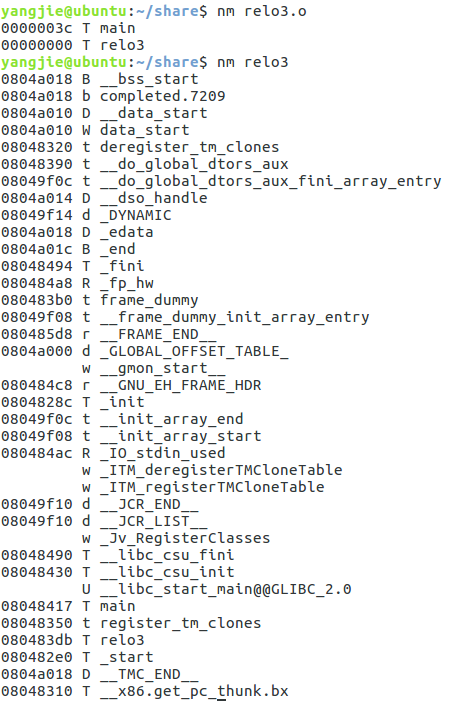 yangjie@ubuntu:~/share$ nm relo3.o
0000003c T main
00000000 T relo3
yangjie@ubuntu:~/share$ nm relo3
0804a018 B __bss_start
0804a018 b completed.7209
0804a010 D __data_start
0804a010 W data_start
08048320 t deregister_tm_clones
08048390 t __do_global_dtors_aux
08049f0c t __do_global_dtors_aux_fini_array_entry
0804a014 D __dso_handle
08049f14 d _DYNAMIC
0804a018 D _edata
0804a01c B _end
08048494 T _fini
080484a8 R _fp_hw
080483b0 t frame_dummy
08049f08 t __frame_dummy_init_array_entry
080485d8 r __FRAME_END__
0804a000 d _GLOBAL_OFFSET_TABLE_
         w __gmon_start__
080484c8 r __GNU_EH_FRAME_HDR
0804828c T _init
08049f0c t __init_array_end
08049f08 t __init_array_start
080484ac R _IO_stdin_used
         w _ITM_deregisterTMCloneTable
         w _ITM_registerTMCloneTable
08049f10 d __JCR_END__
08049f10 d __JCR_LIST__
         w _Jv_RegisterClasses
08048490 T __libc_csu_fini
08048430 T __libc_csu_init
         U __libc_start_main@@GLIBC_2.0
08048417 T main
08048350 t register_tm_clones
080483db T relo3
080482e0 T _start
0804a018 D __TMC_END__
08048310 T __x86.get_pc_thunk.bx